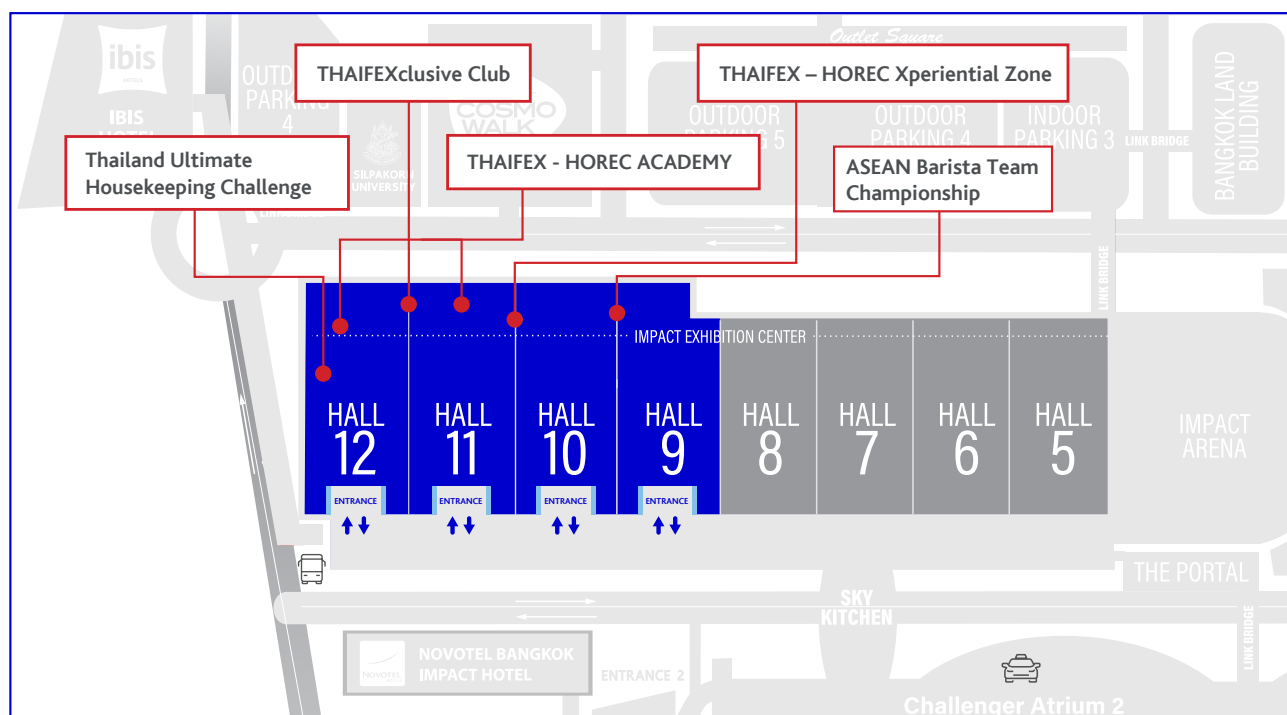 ibis
HOTELS
IBIS
HOTEL
OUTDOOR
PARKING
4
SILPAKORN
UNIVERSITY
COSMO
WALK
Outlet Square
OUTDOOR
PARKING 5
OUTDOOR
PARKING 4
INDOOR
PARKING 3
LINK BRIDGE
BANGKOK LAND
BUILDING
THAIFEXclusive Club
THAIFEX – HOREC Xperiential Zone
Thailand Ultimate
Housekeeping Challenge
THAIFEX - HOREC ACADEMY
ASEAN Barista Team
Championship
LINK BRIDGE
IMPACT EXHIBITION CENTER
HALL
12
HALL
11
HALL
10
HALL
9
HALL
8
HALL
7
HALL
6
HALL
5
IMPACT
ARENA
ENTRANCE
ENTRANCE
ENTRANCE
ENTRANCE
THE PORTAL
SKY
KITCHEN
LINK BRIDGE
NOVOTEL
NOVOTEL BANGKOK
IMPACT HOTEL
ENTRANCE 2
Challenger Atrium 2